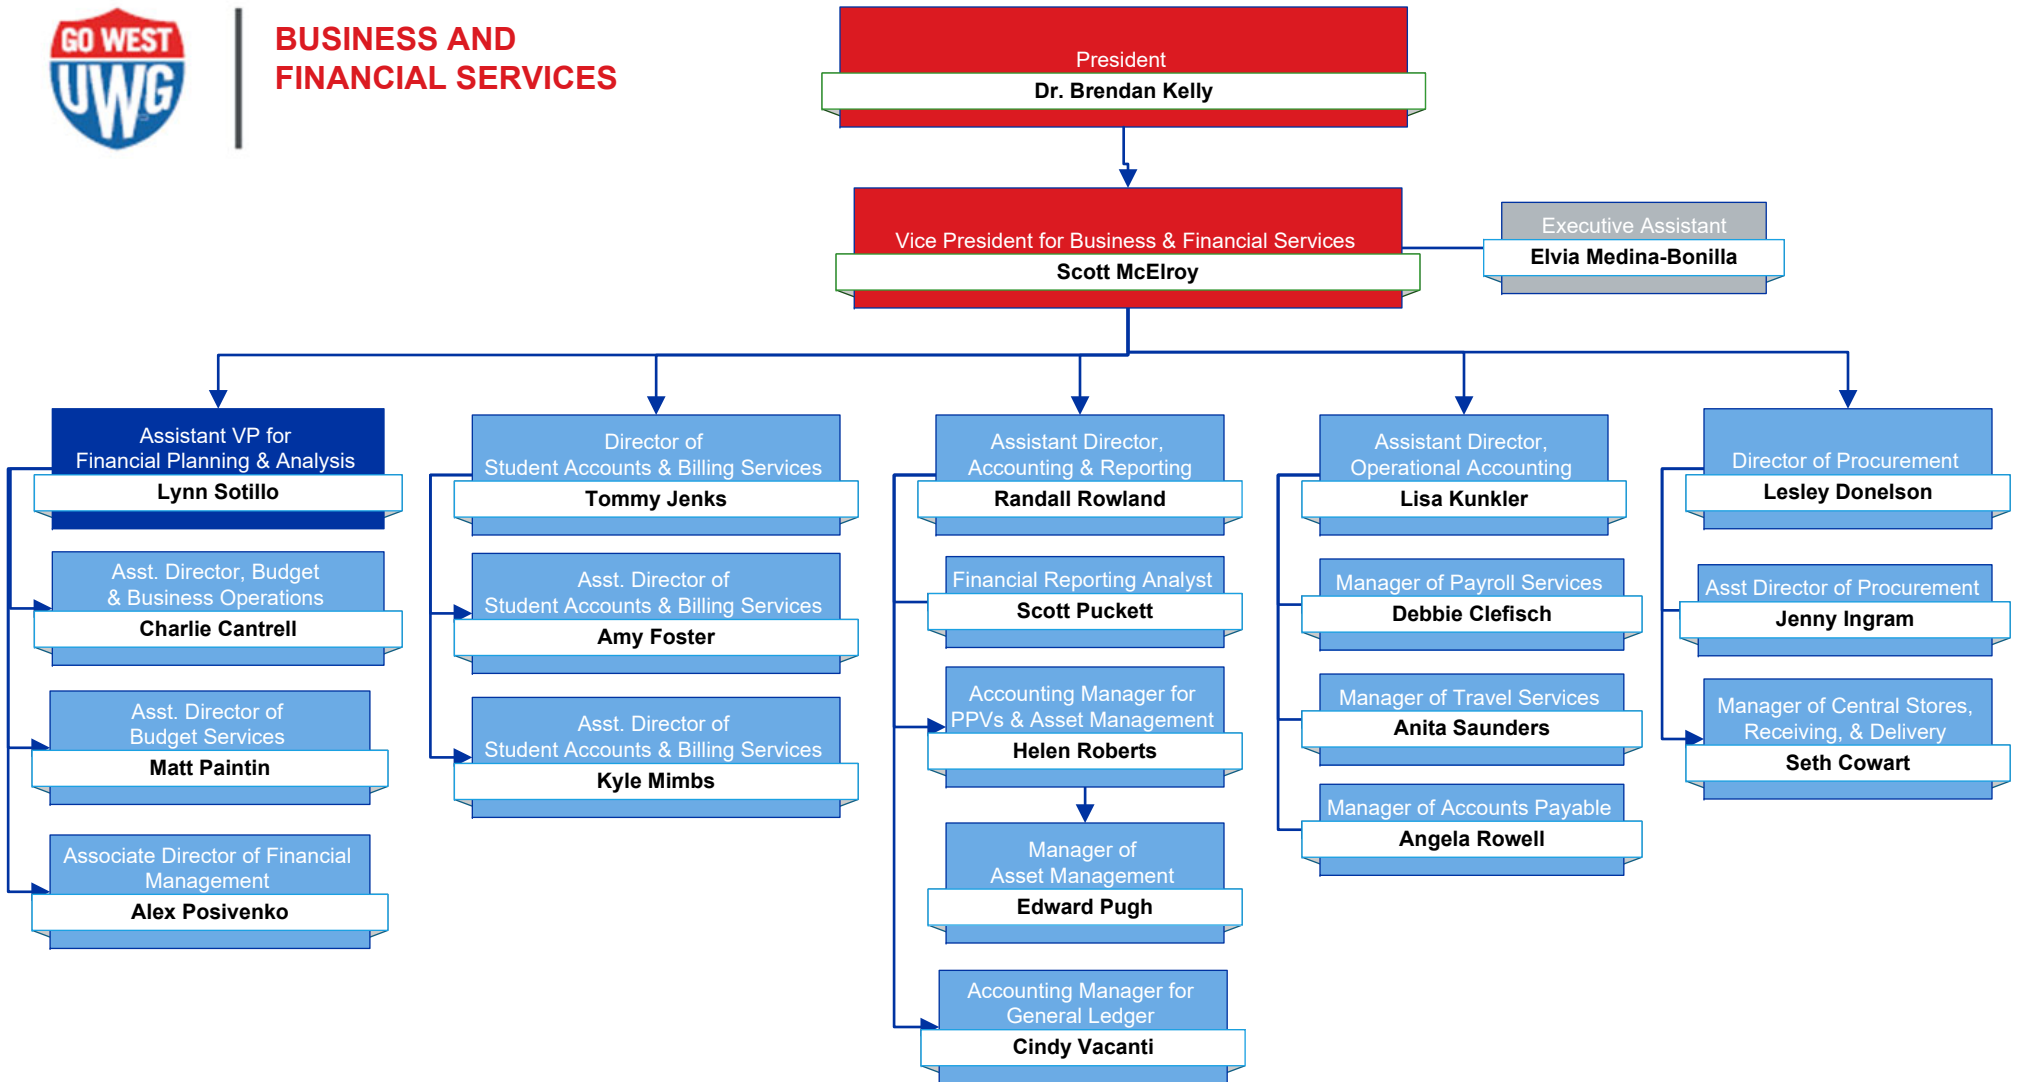 GO WEST
UWG
BUSINESS AND
FINANCIAL SERVICES
President
Dr. Brendan Kelly
Vice President for Business & Financial Services
Scott McElroy
Executive Assistant
Elvia Medina-Bonilla
Assistant VP for
Financial Planning & Analysis
Lynn Sotillo
Asst. Director, Budget
& Business Operations
Charlie Cantrell
Asst. Director of
Budget Services
Matt Paintin
Associate Director of Financial
Management
Alex Posivenko
Director of
Student Accounts & Billing Services
Tommy Jenks
Asst. Director of
Student Accounts & Billing Services
Amy Foster
Asst. Director of
Student Accounts & Billing Services
Kyle Mimbs
Assistant Director,
Accounting & Reporting
Randall Rowland
Financial Reporting Analyst
Scott Puckett
Accounting Manager for
PPVs & Asset Management
Helen Roberts
Manager of
Asset Management
Edward Pugh
Accounting Manager for
General Ledger
Cindy Vacanti
Assistant Director,
Operational Accounting
Lisa Kunkler
Manager of Payroll Services
Debbie Clefisch
Manager of Travel Services
Anita Saunders
Manager of Accounts Payable
Angela Rowell
Director of Procurement
Lesley Donelson
Asst Director of Procurement
Jenny Ingram
Manager of Central Stores,
Receiving, & Delivery
Seth Cowart